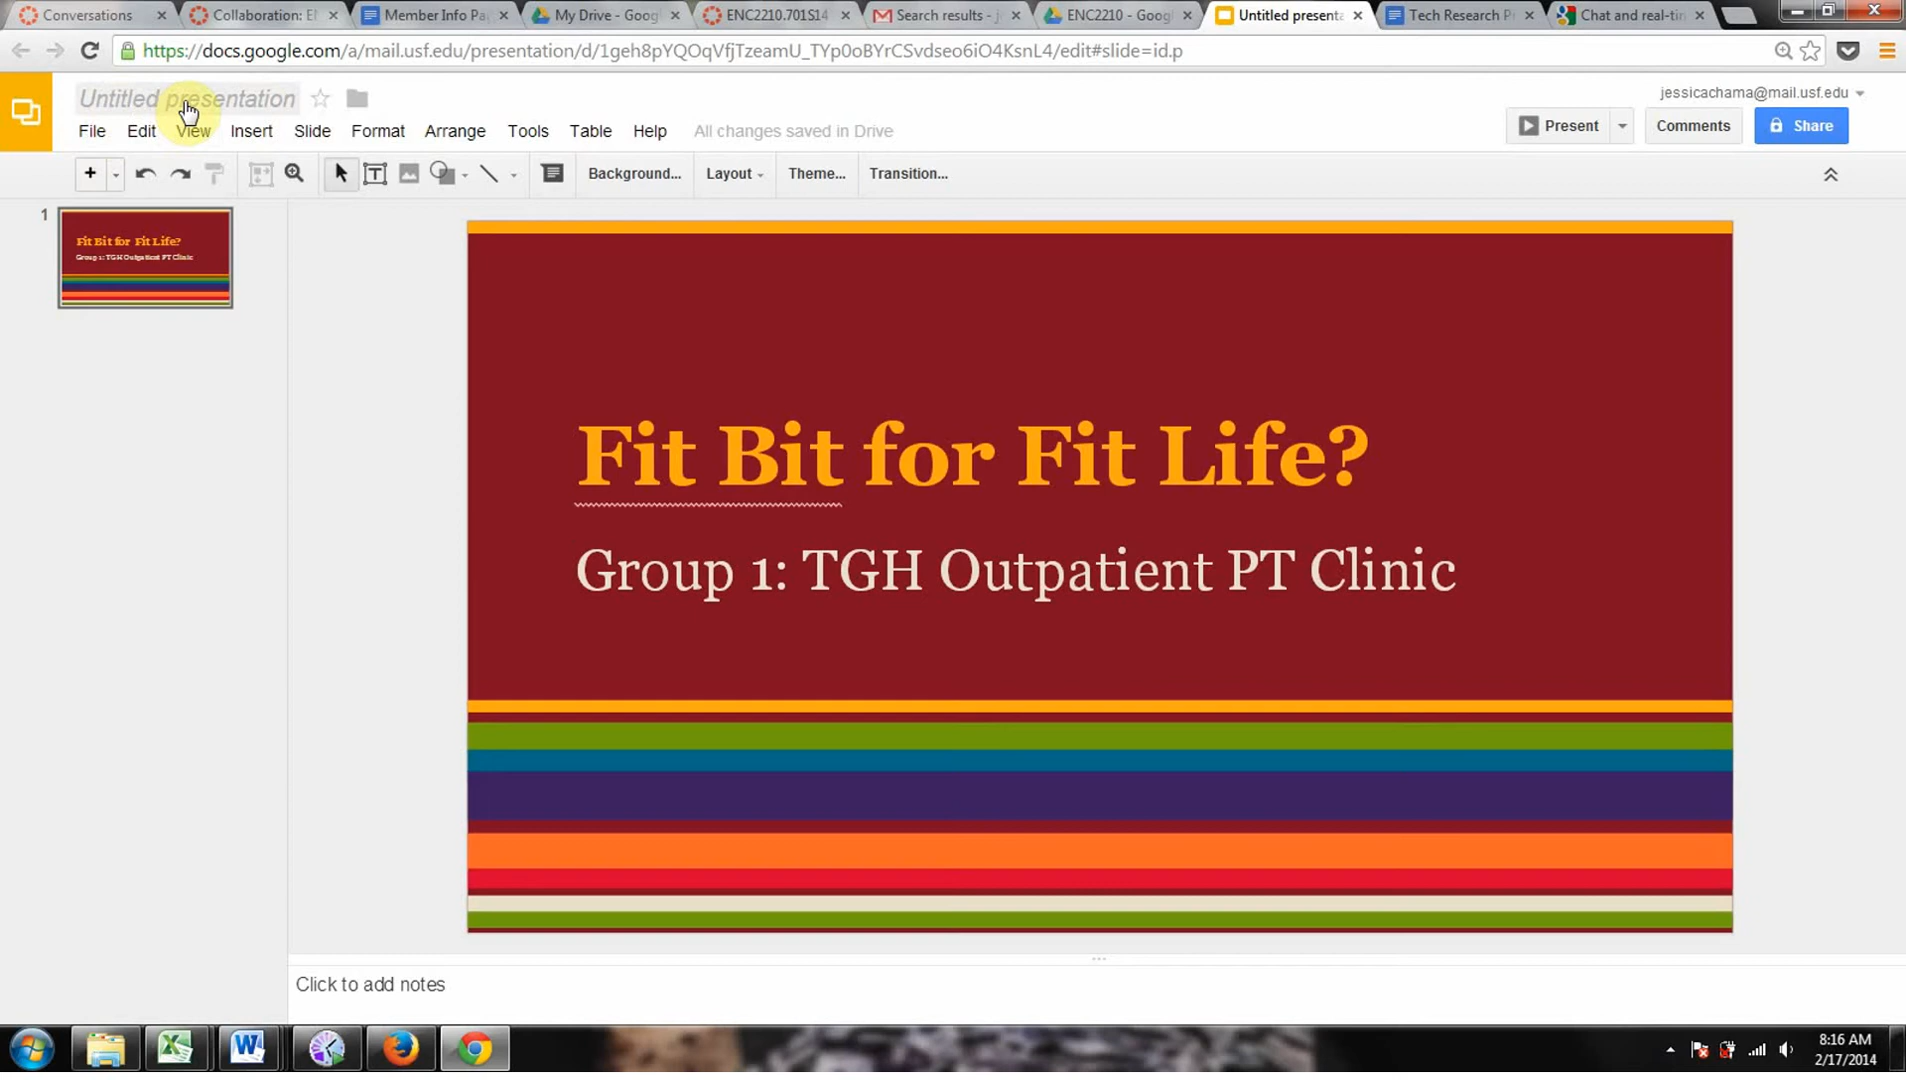 Conversations
Collaboration: E
Member Info Pa
My Drive - Goog
ENC2210.701S14
Search results - j
ENC2210 - Goog
Untitled present
Tech Research P
Chat and real-tin
https://docs.google.com/a/mail.usf.edu/presentation/d/1geh8pYQOqVfjTzeamU_TYp0oBYrCSvdseo6iO4KsnL4/edit#slide=id.p
Untitled presentation
jessicachama@mail.usf.edu
File Edit View Insert Slide Format Arrange Tools Table Help All changes saved in Drive
Present Comments Share
Background... Layout Theme... Transition...
1
Fit Bit for Fit Life?
Group 1: TGH Outpatient PT Clinic
Fit Bit for Fit Life?
Group 1: TGH Outpatient PT Clinic
Click to add notes
8:16 AM
2/17/2014